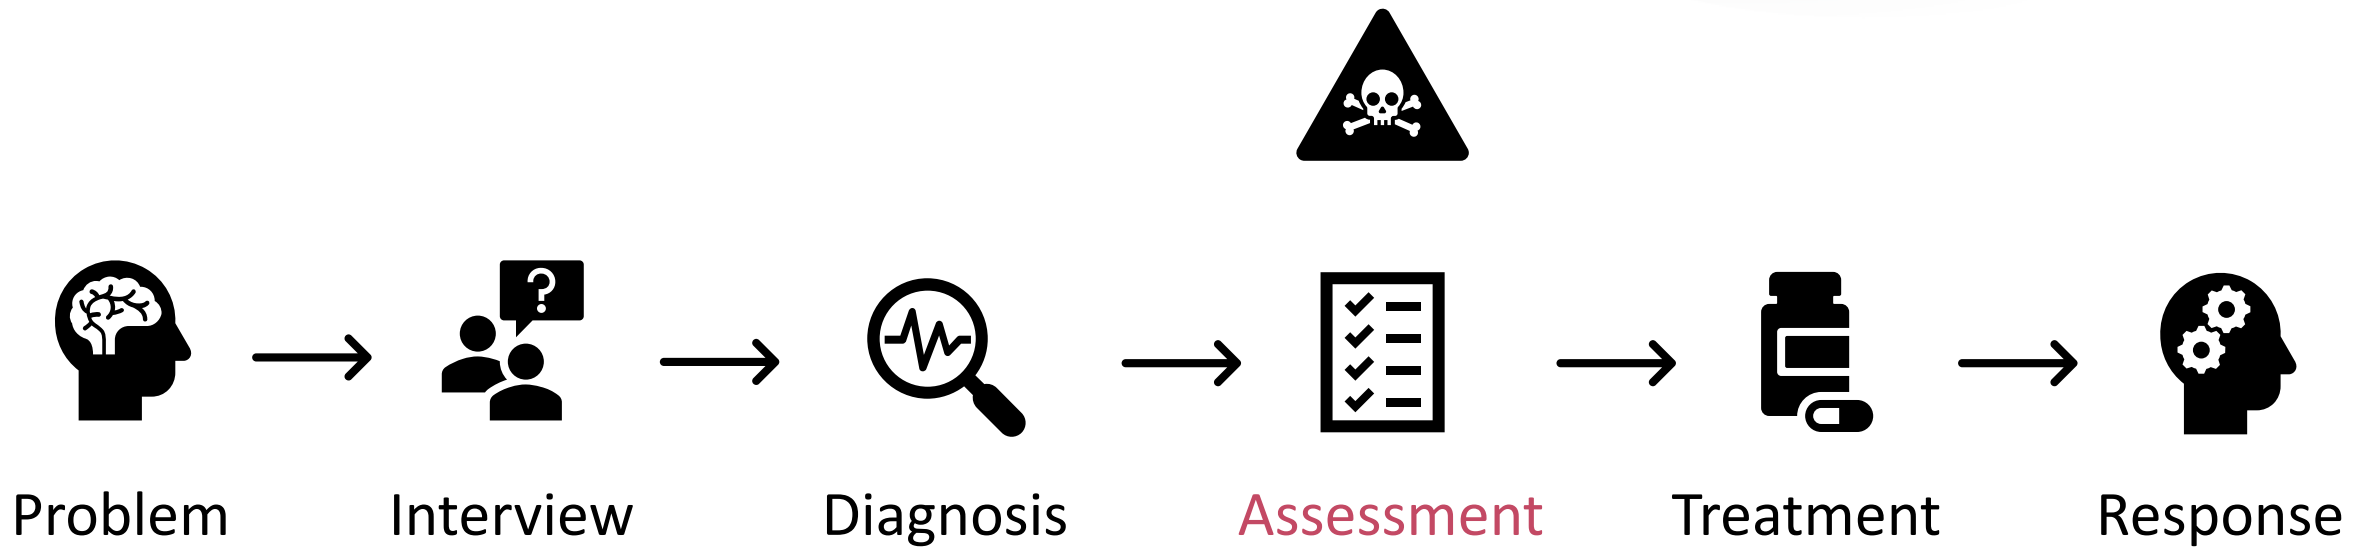 ?
Problem
Interview
Diagnosis
Assessment
Treatment
Response